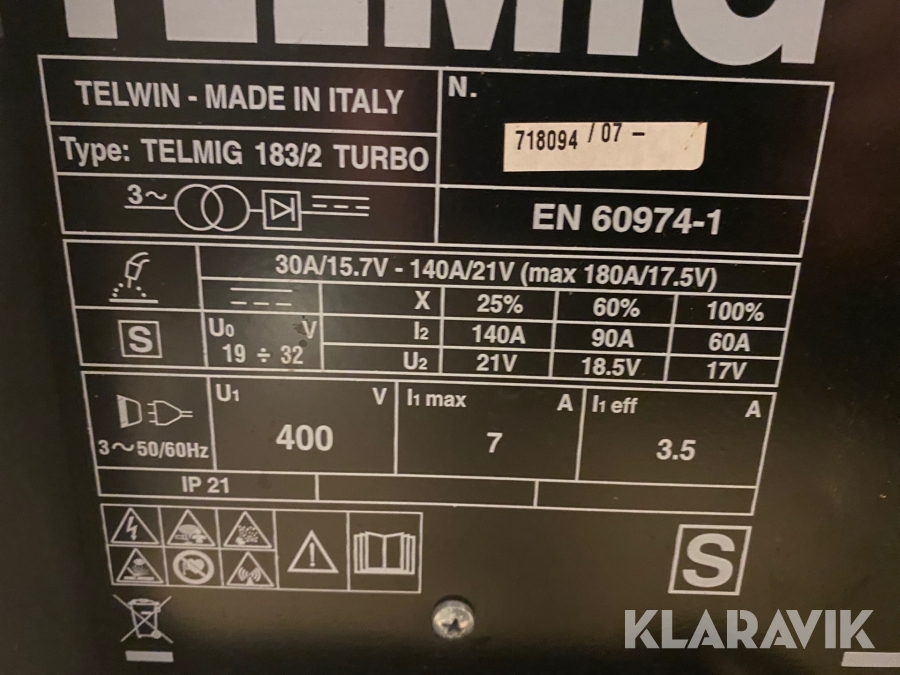 TELMIG
TELWIN - MADE IN ITALY
N.
718094 / 07 -
Type: TELMIG 183/2 TURBO
3~
EN 60974-1
30A/15.7V - 140A/21V (max 180A/17.5V)
X 25% 60% 100%
S
U0 V
19 ÷ 32
I2 140A 90A 60A
U2 21V 18.5V 17V
3~50/60Hz
U1 V
400
I1 max A
7
I1 eff A
3.5
IP 21
S
KLARAVIK